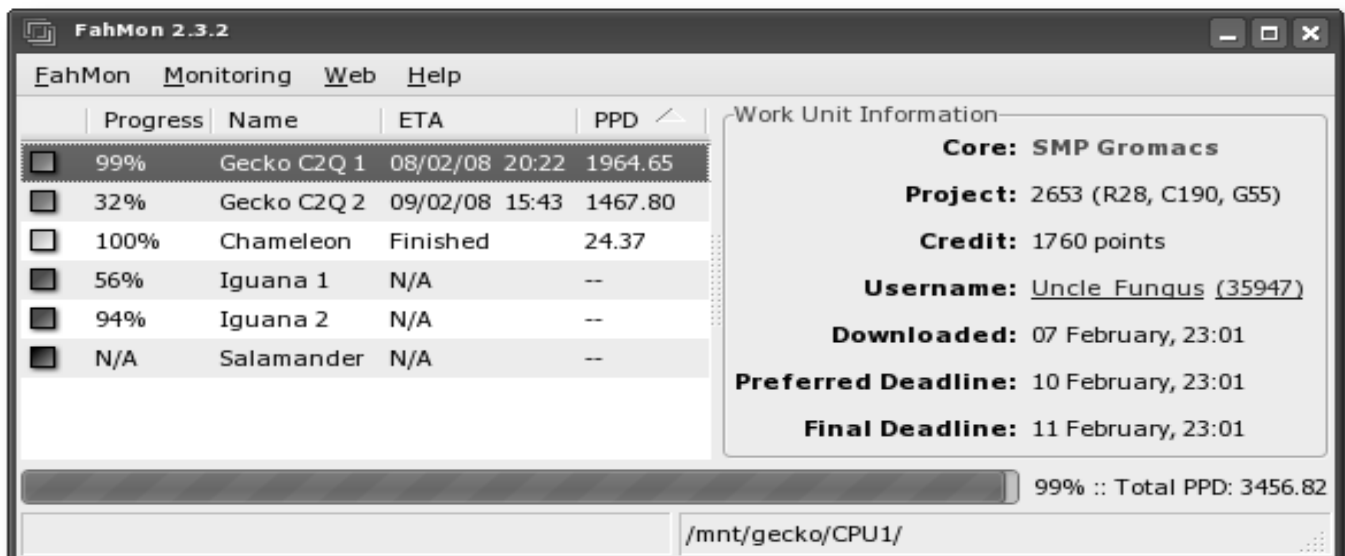 FahMon 2.3.2
FahMon Monitoring Web Help
Progress Name ETA PPD
99% Gecko C2Q 1 08/02/08 20:22 1964.65
32% Gecko C2Q 2 09/02/08 15:43 1467.80
100% Chameleon Finished 24.37
56% Iguana 1 N/A --
94% Iguana 2 N/A --
N/A Salamander N/A --
Work Unit Information
Core: SMP Gromacs
Project: 2653 (R28, C190, G55)
Credit: 1760 points
Username: Uncle_Fungus (35947)
Downloaded: 07 February, 23:01
Preferred Deadline: 10 February, 23:01
Final Deadline: 11 February, 23:01
99% :: Total PPD: 3456.82
/mnt/gecko/CPU1/